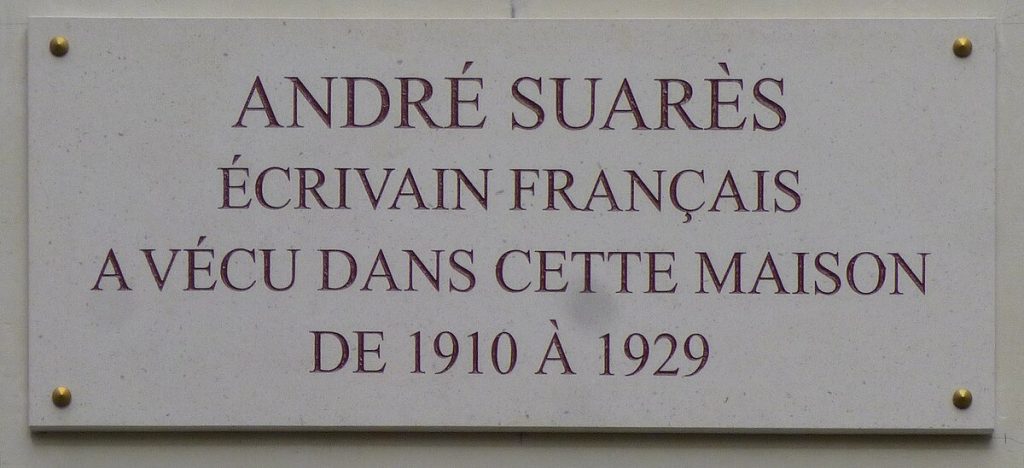 ANDRÉ SUARÈS
ÉCRIVAIN FRANÇAIS
A VÉCU DANS CETTE MAISON
DE 1910 À 1929